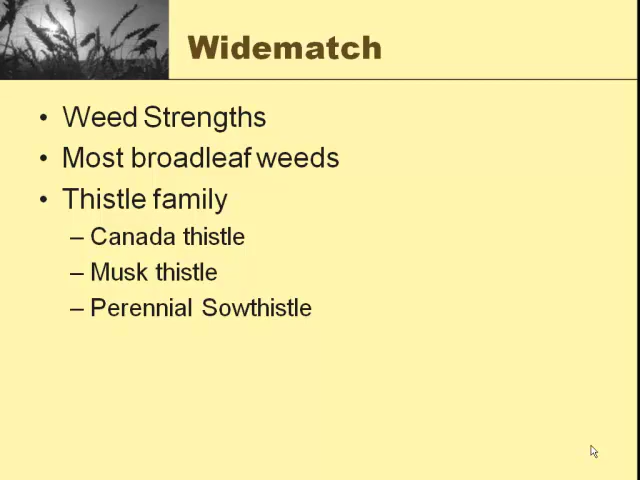 Widematch
• Weed Strengths
• Most broadleaf weeds
• Thistle family
– Canada thistle
– Musk thistle
– Perennial Sowthistle